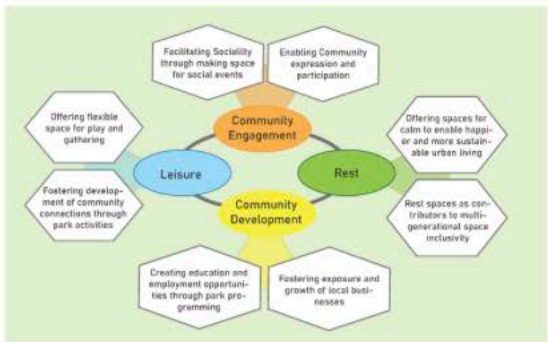 Facilitating Sociality
through making space
for social events
Enabling Community
expression and
participation
Community
Engagement
Offering flexible
space for play and
gathering
Offering spaces for
calm to enable happi-
er and more sustain-
able urban living
Leisure
Rest
Fostering develop-
ment of community
connections through
park activities
Rest spaces as con-
tributors to multi-
generational space
inclusivity
Community
Development
Creating education and
employment opportuni-
ties through park pro-
gramming
Fostering exposure and
growth of local busi-
nesses